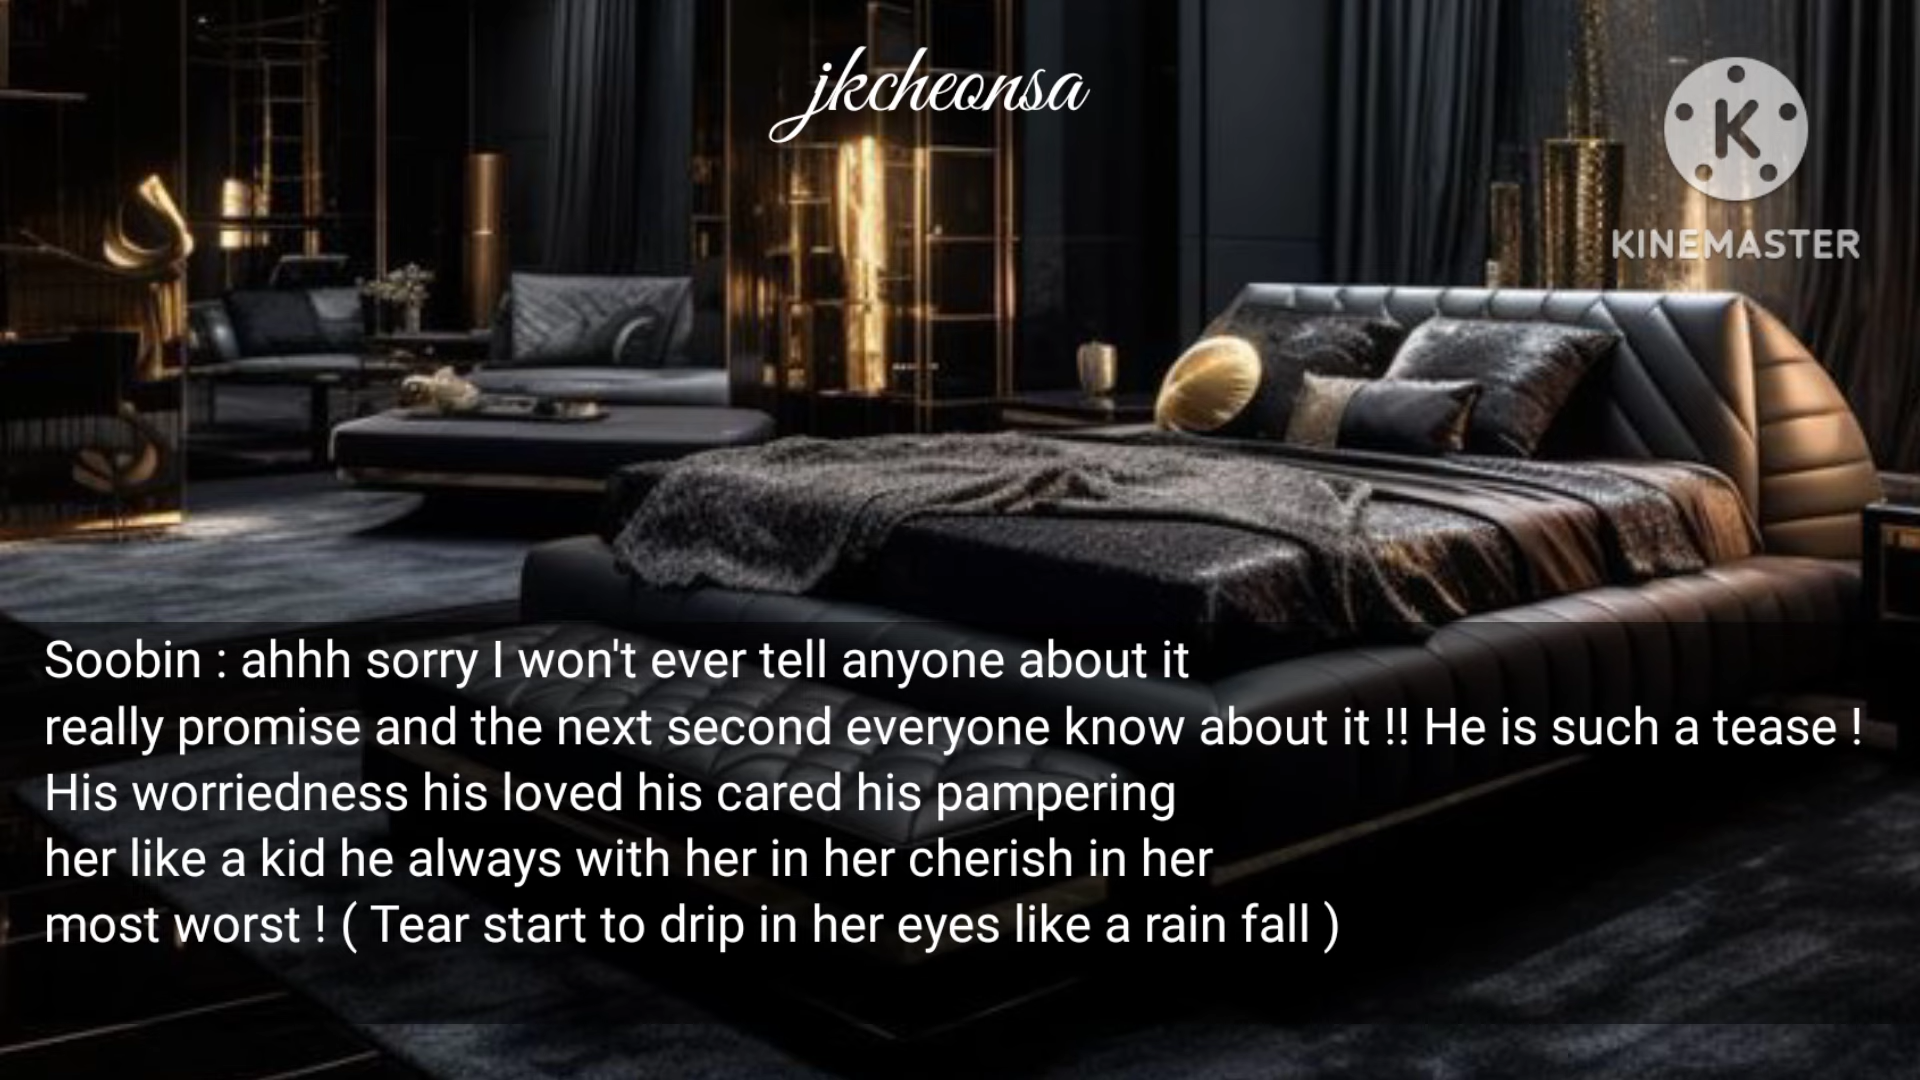 jkcheonsa
K
KINEMASTER
Soobin : ahhh sorry I won't ever tell anyone about it
really promise and the next second everyone know about it !! He is such a tease !
His worriedness his loved his cared his pampering
her like a kid he always with her in her cherish in her
most worst ! ( Tear start to drip in her eyes like a rain fall )